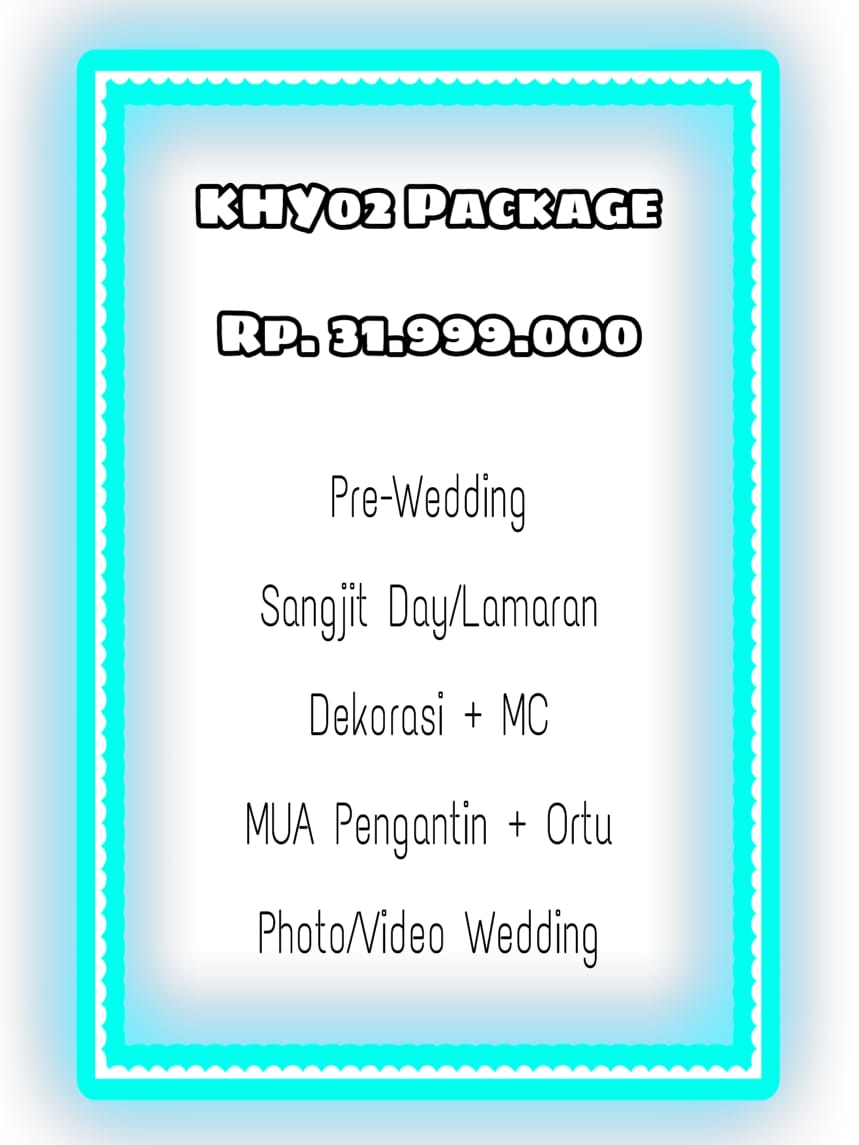 KHY02 Package
Rp. 31.999.000
Pre-Wedding
Sangjit Day/Lamaran
Dekorasi + MC
MUA Pengantin + Ortu
Photo/Video Wedding